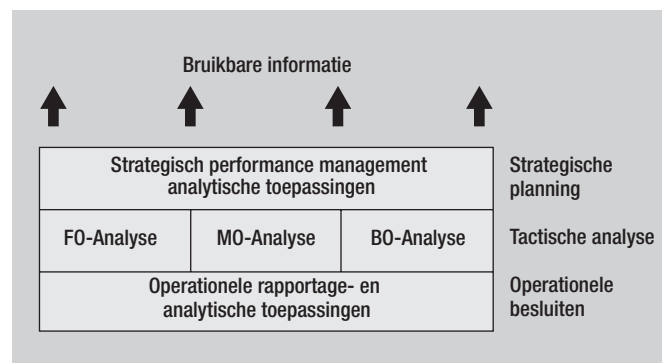 Bruikbare informatie
Strategisch performance management
analytische toepassingen
Strategische
planning
FO-Analyse
MO-Analyse
BO-Analyse
Tactische analyse
Operationele rapportage- en
analytische toepassingen
Operationele
besluiten